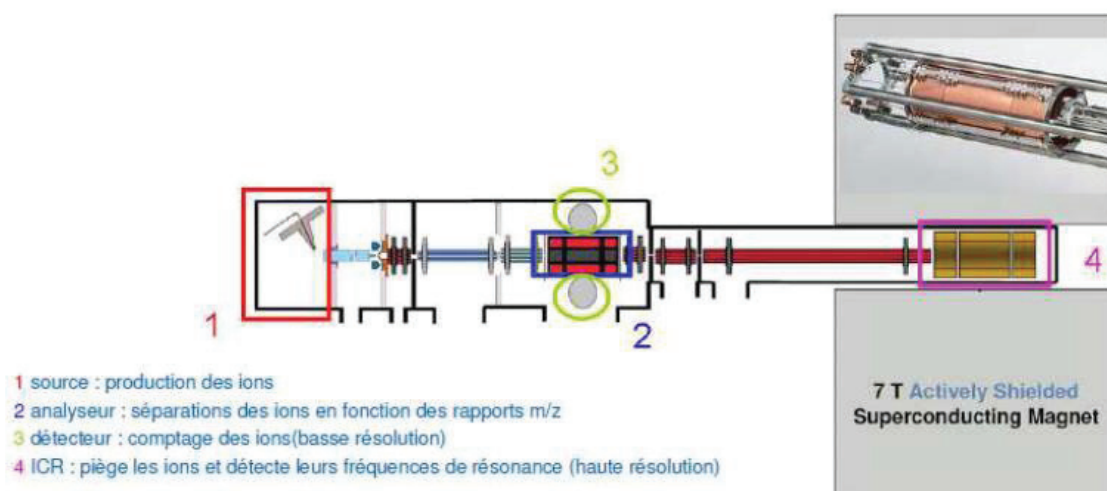 3
1
2
4
1 source : production des ions
2 analyseur : séparations des ions en fonction des rapports m/z
3 détecteur : comptage des ions(basse résolution)
4 ICR : piège les ions et détecte leurs fréquences de résonance (haute résolution)
7 T Actively Shielded
Superconducting Magnet